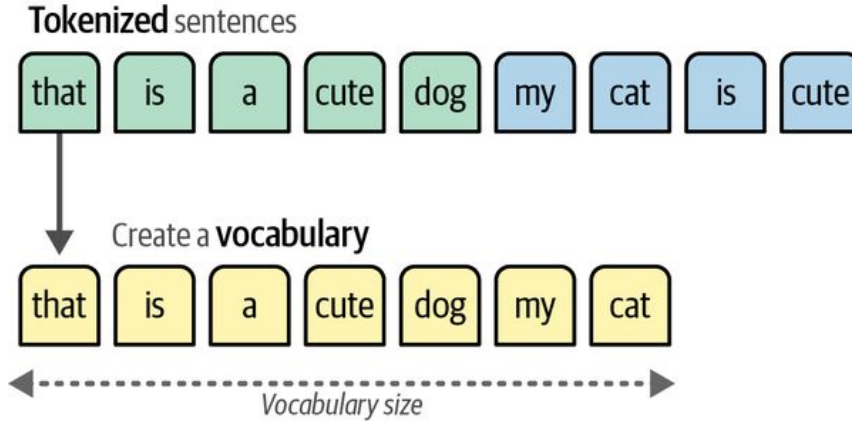 Tokenized sentences
that is a cute dog my cat is cute
Create a vocabulary
that is a cute dog my cat
Vocabulary size